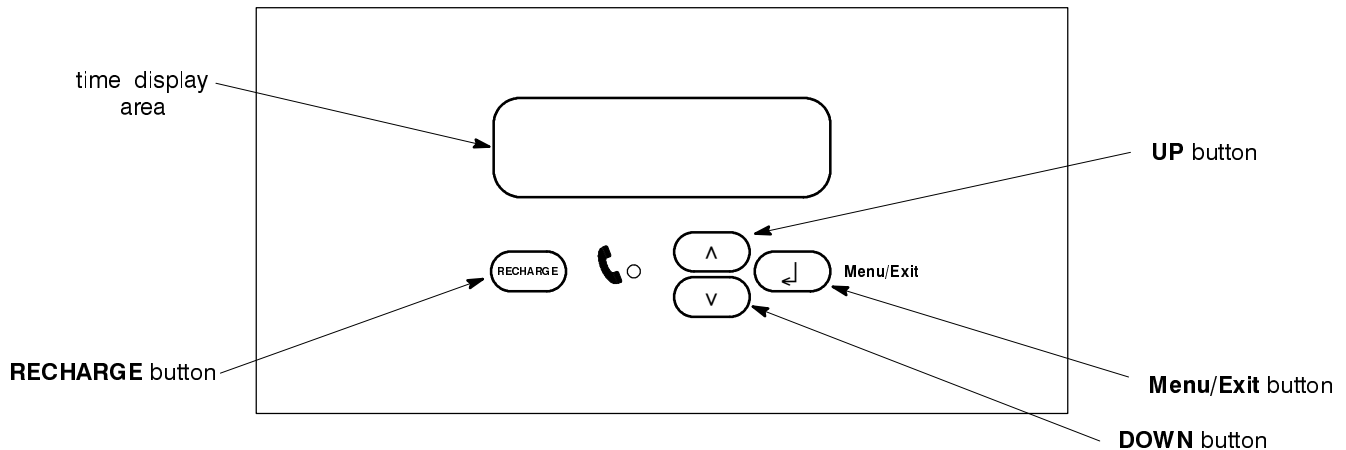 time display
area
UP button
RECHARGE
Menu/Exit
RECHARGE button
Menu/Exit button
DOWN button